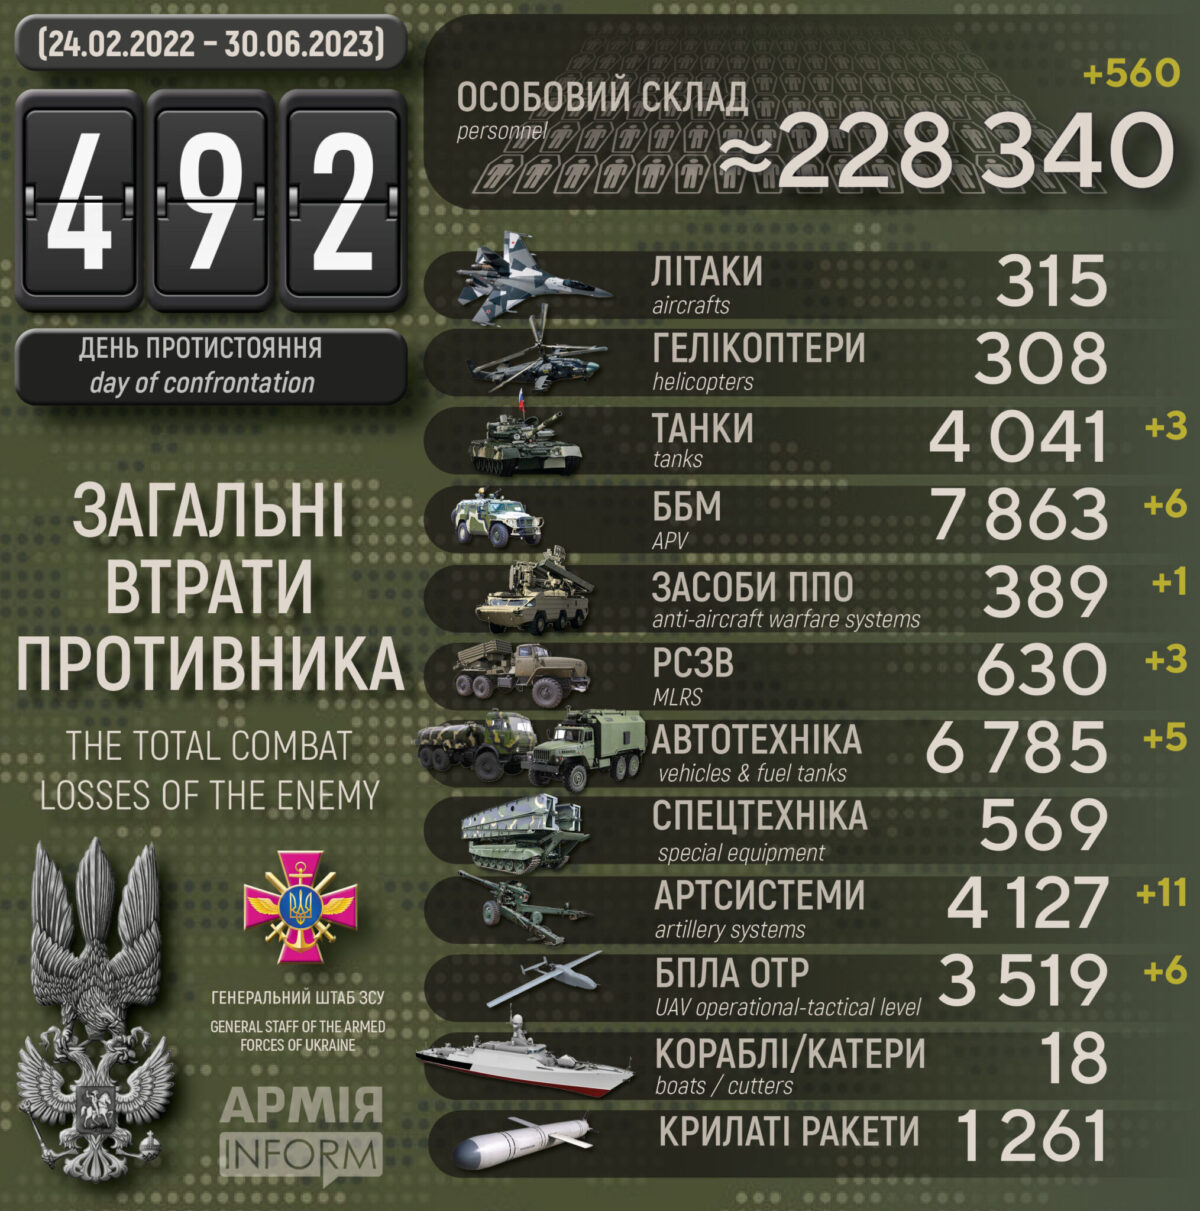 (24.02.2022 – 30.06.2023)
492
ДЕНЬ ПРОТИСТОЯННЯ
day of confrontation
ЗАГАЛЬНІ
ВТРАТИ
ПРОТИВНИКА
THE TOTAL COMBAT
LOSSES OF THE ENEMY
ГЕНЕРАЛЬНИЙ ШТАБ ЗСУ
GENERAL STAFF OF THE ARMED
FORCES OF UKRAINE
АРМІЯ
INFORM
+560
ОСОБОВИЙ СКЛАД
personnel
≈228 340
ЛІТАКИ 315
aircrafts
ГЕЛІКОПТЕРИ 308
helicopters
ТАНКИ 4 041 +3
tanks
ББМ 7 863 +6
APV
ЗАСОБИ ППО 389 +1
anti-aircraft warfare systems
РСЗВ 630 +3
MLRS
АВТОТЕХНІКА 6 785 +5
vehicles & fuel tanks
СПЕЦТЕХНІКА 569
special equipment
АРТСИСТЕМИ 4 127 +11
artillery systems
БПЛА ОТР 3 519 +6
UAV operational-tactical level
КОРАБЛІ/КАТЕРИ 18
boats / cutters
КРИЛАТІ РАКЕТИ 1 261